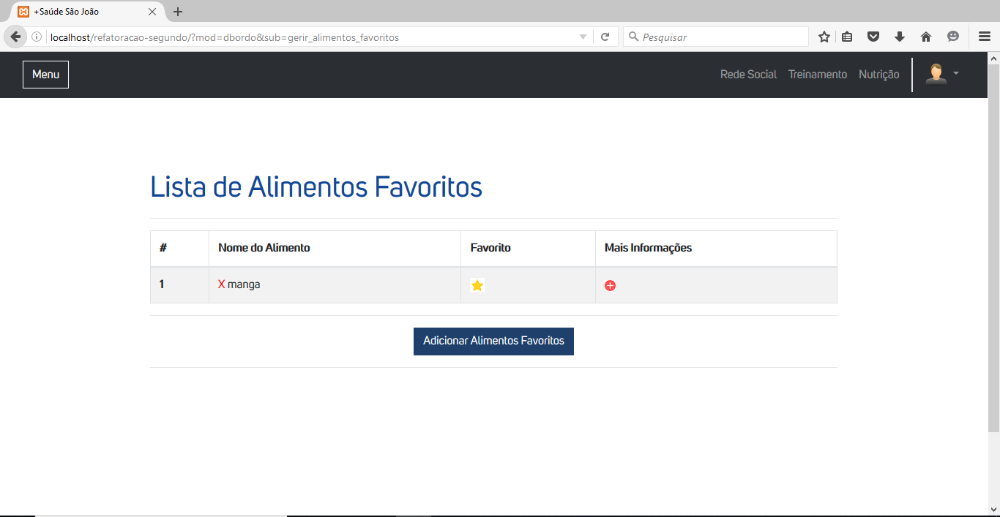 +Saúde São João
localhost/refatoracao-segundo/?mod=dbordo&sub=gerir_alimentos_favoritos
Pesquisar
Menu
Rede Social Treinamento Nutrição
Lista de Alimentos Favoritos
# Nome do Alimento Favorito Mais Informações
1 X manga
Adicionar Alimentos Favoritos